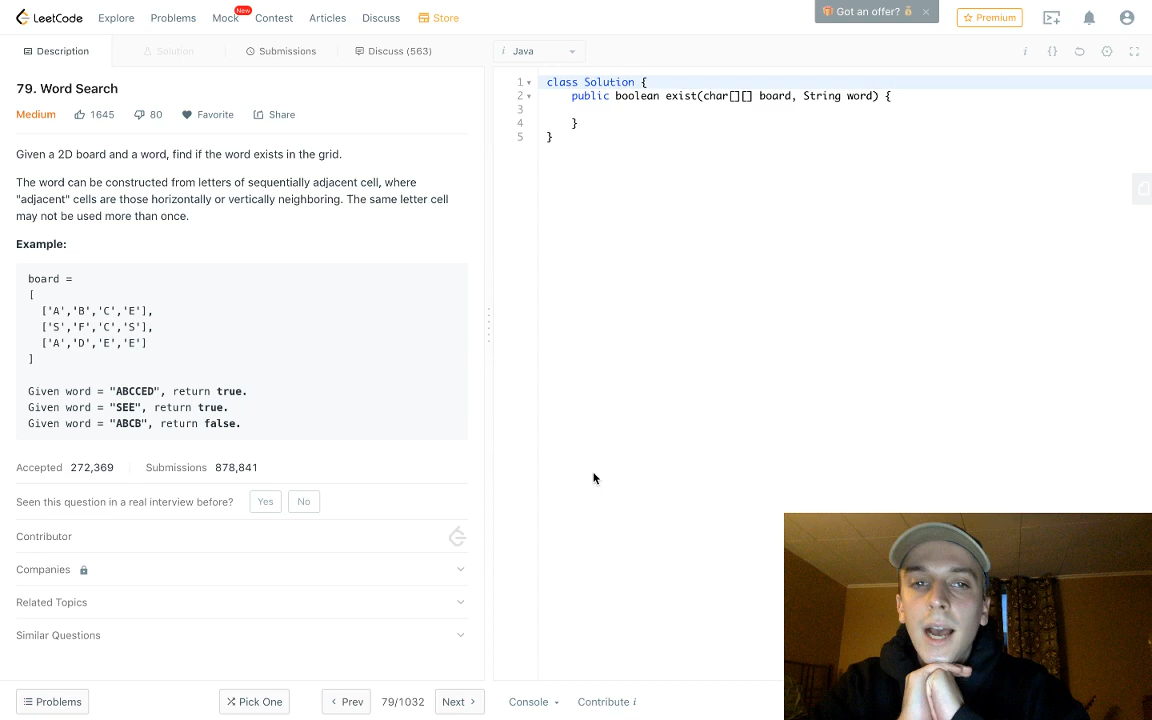 LeetCode Explore Problems Mock New Contest Articles Discuss Store Got an offer? × Premium
Description Solution Submissions Discuss (563) i Java i {}
79. Word Search
Medium 1645 80 Favorite Share
Given a 2D board and a word, find if the word exists in the grid.
The word can be constructed from letters of sequentially adjacent cell, where
"adjacent" cells are those horizontally or vertically neighboring. The same letter cell
may not be used more than once.
Example:
board =
[
['A','B','C','E'],
['S','F','C','S'],
['A','D','E','E']
]
Given word = "ABCCED", return true.
Given word = "SEE", return true.
Given word = "ABCB", return false.
Accepted 272,369 Submissions 878,841
Seen this question in a real interview before? Yes No
Contributor
Companies
Related Topics
Similar Questions
Problems Pick One < Prev 79/1032 Next > Console Contribute i
1 class Solution {
2 public boolean exist(char[][] board, String word) {
3
4 }
5 }